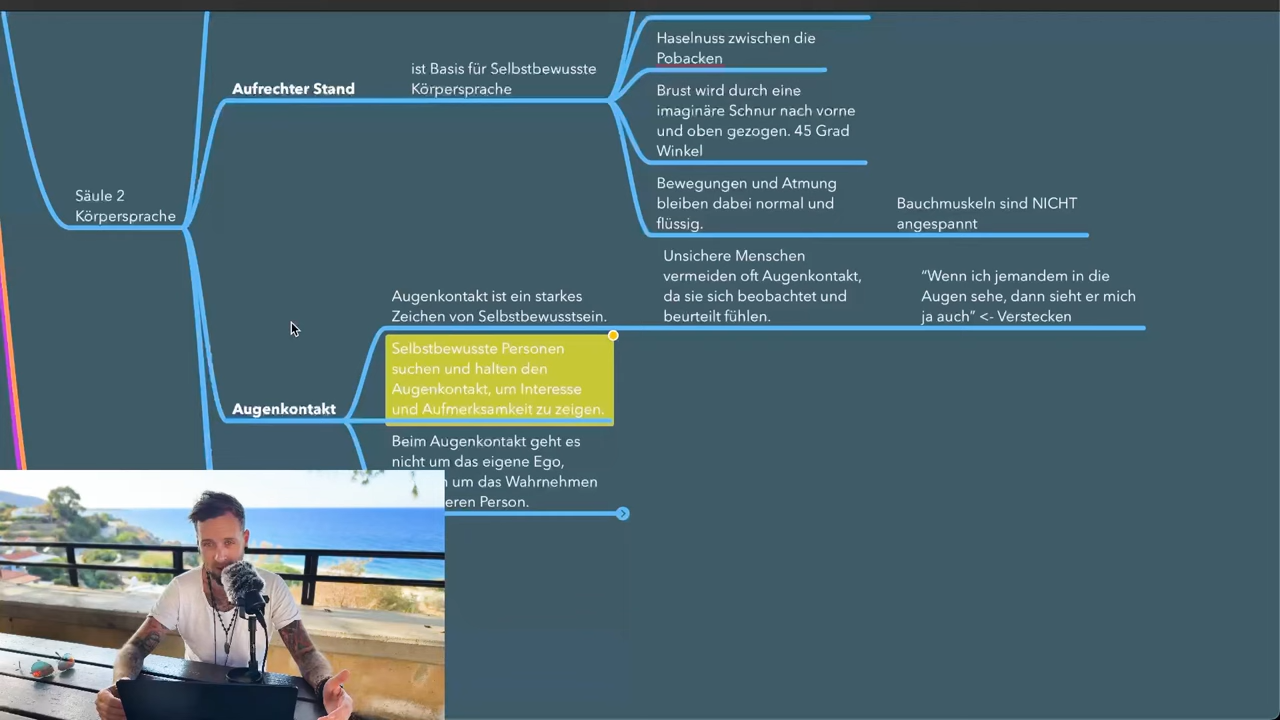 Haselnuss zwischen die
Pobacken
ist Basis für Selbstbewusste
Körpersprache
Aufrechter Stand
Brust wird durch eine
imaginäre Schnur nach vorne
und oben gezogen. 45 Grad
Winkel
Säule 2
Körpersprache
Bewegungen und Atmung
bleiben dabei normal und
flüssig.
Bauchmuskeln sind NICHT
angespannt
Augenkontakt ist ein starkes
Zeichen von Selbstbewusstsein.
Unsichere Menschen
vermeiden oft Augenkontakt,
da sie sich beobachtet und
beurteilt fühlen.
“Wenn ich jemandem in die
Augen sehe, dann sieht er mich
ja auch” <- Verstecken
Augenkontakt
Selbstbewusste Personen
suchen und halten den
Augenkontakt, um Interesse
und Aufmerksamkeit zu zeigen.
Beim Augenkontakt geht es
nicht um das eigene Ego,
um das Wahrnehmen
Person.